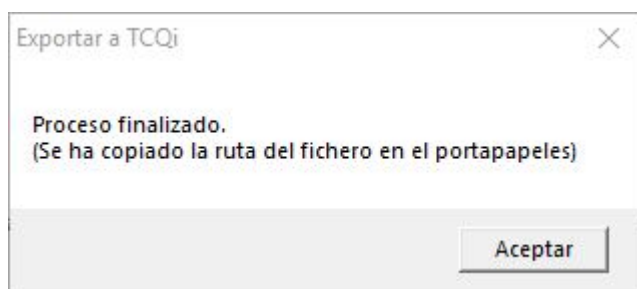 Exportar a TCQi
Proceso finalizado.
(Se ha copiado la ruta del fichero en el portapapeles)
Aceptar